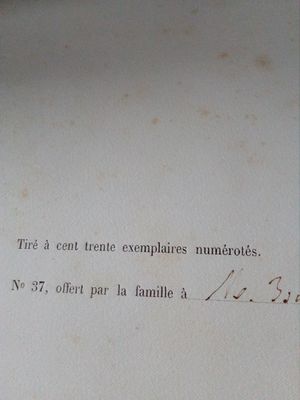 Tiré à cent trente exemplaires numérotés.
No 37, offert par la famille à